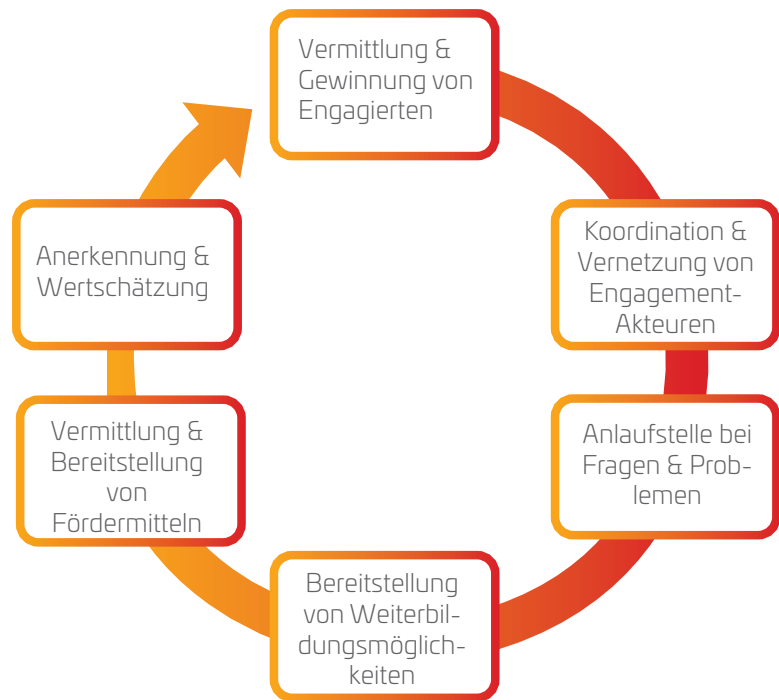 Vermittlung &
Gewinnung von
Engagierten
Koordination &
Vernetzung von
Engagement-
Akteuren
Anlaufstelle bei
Fragen & Prob-
lemen
Bereitstellung
von Weiterbil-
dungsmöglich-
keiten
Vermittlung &
Bereitstellung
von
Fördermitteln
Anerkennung &
Wertschätzung